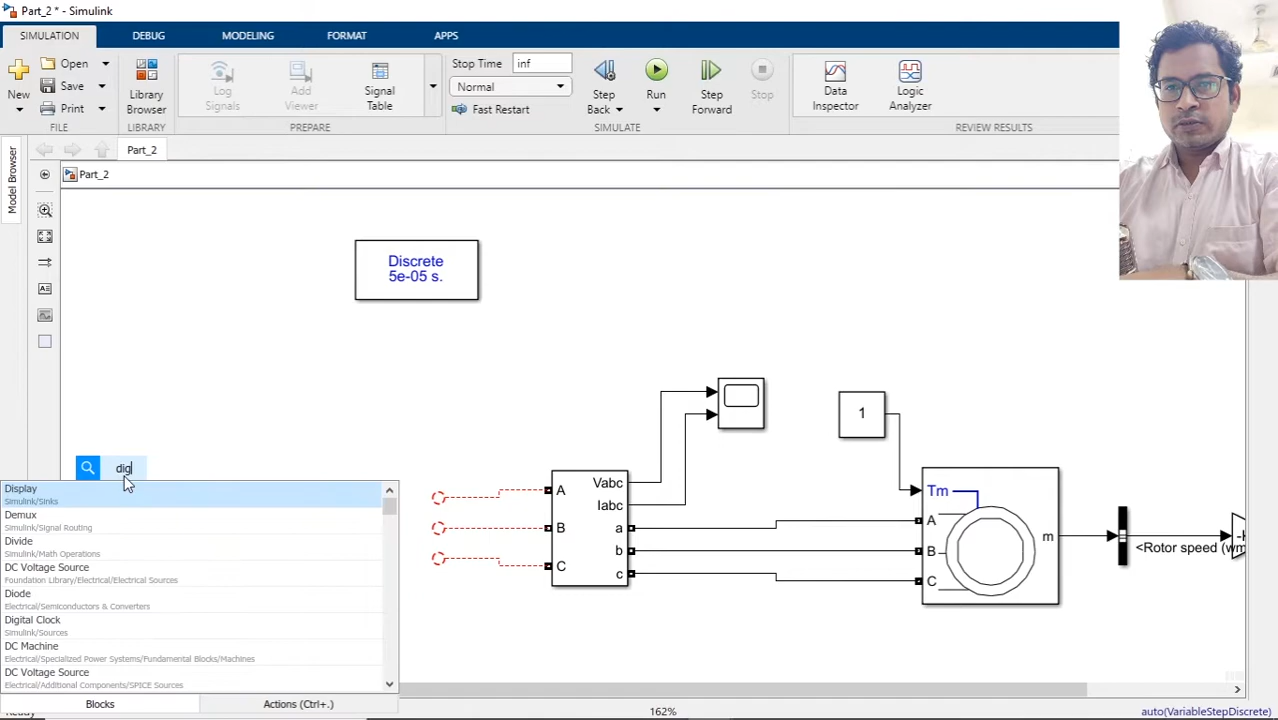 Part_2 * - Simulink
SIMULATION DEBUG MODELING FORMAT APPS
New
Open
Save
Print
FILE
Library Browser
LIBRARY
Log Signals
Add Viewer
Signal Table
PREPARE
Stop Time inf
Normal
Fast Restart
Step Back
Run
Step Forward
Stop
SIMULATE
Data Inspector
Logic Analyzer
REVIEW RESULTS
Model Browser
Part_2
Part_2
Discrete
5e-05 s.
dig
Display
Simulink/Sinks
Demux
Simulink/Signal Routing
Divide
Simulink/Math Operations
DC Voltage Source
Foundation Library/Electrical/Electrical Sources
Diode
Electrical/Semiconductors & Converters
Digital Clock
Simulink/Sources
DC Machine
Electrical/Specialized Power Systems/Fundamental Blocks/Machines
DC Voltage Source
Electrical/Additional Components/SPICE Sources
Blocks
Actions (Ctrl+.)
A
B
C
Vabc
Iabc
a
b
c
1
Tm
A
B
C
m
<Rotor speed (wm
162%
auto(VariableStepDiscrete)